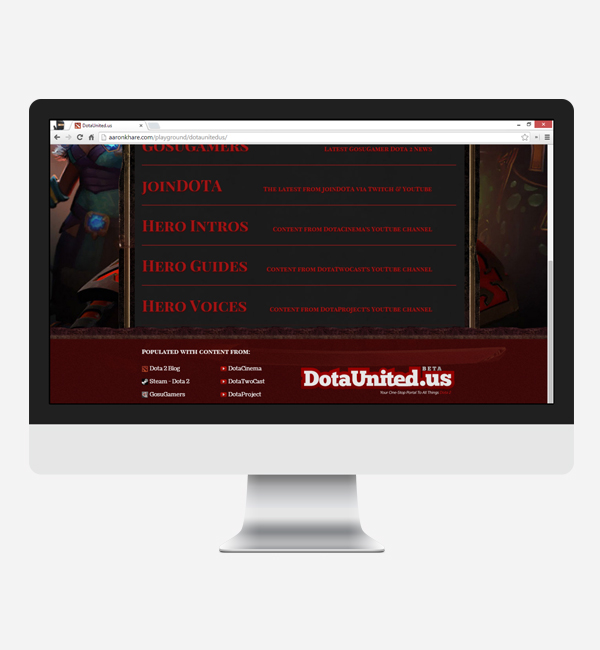 DotaUnited.us
aaronkhare.com/playground/dotaunitedus/
GosuGamers
Latest GosuGamer Dota 2 News
joinDOTA
The latest from joinDOTA via Twitch & YouTube
Hero Intros
Content from DotaCinema's YouTube channel
Hero Guides
Content from DotaTwoCast's YouTube channel
Hero Voices
Content from DotaProject's YouTube channel
Populated with content from:
Dota 2 Blog
DotaCinema
Steam - Dota 2
DotaTwoCast
GosuGamers
DotaProject
BETA
DotaUnited.us
Your One-Stop Portal To All Things Dota 2